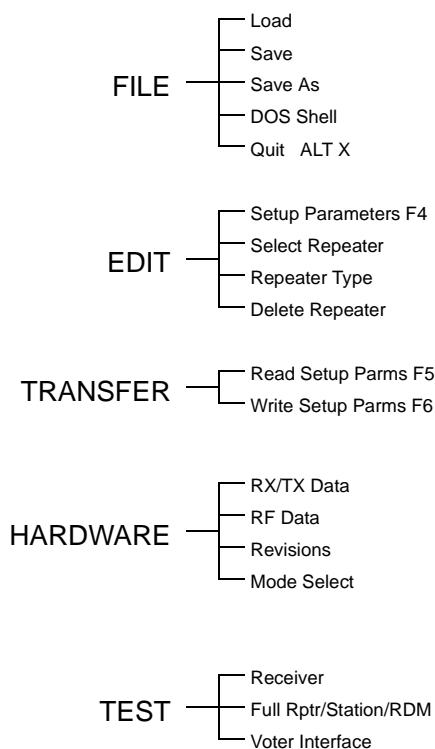 FILE
Load
Save
Save As
DOS Shell
Quit ALT X
EDIT
Setup Parameters F4
Select Repeater
Repeater Type
Delete Repeater
TRANSFER
Read Setup Parms F5
Write Setup Parms F6
HARDWARE
RX/TX Data
RF Data
Revisions
Mode Select
TEST
Receiver
Full Rptr/Station/RDM
Voter Interface